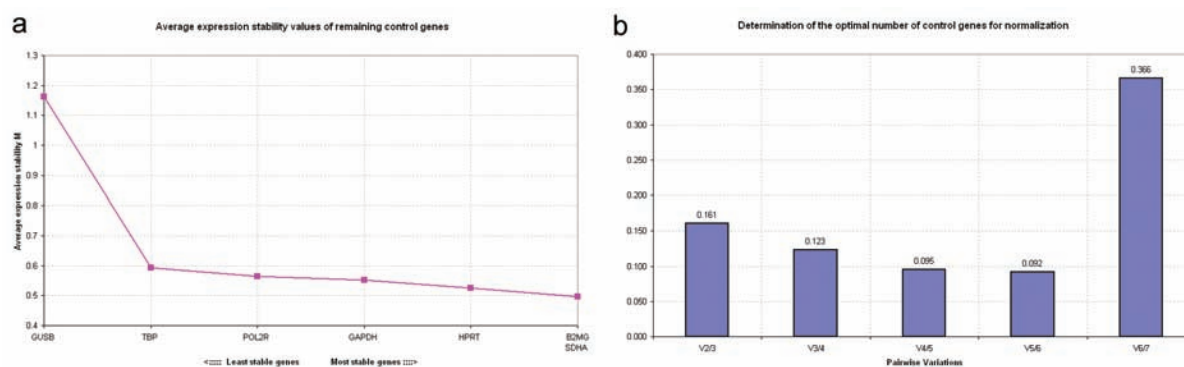 a
Average expression stability values of remaining control genes
1.3
1.2
1.1
1
0.9
0.8
0.7
0.6
0.5
0.4
Average expression stability M
GUSB
TBP
POL2R
GAPDH
HPRT
B2MG
SDHA
<:::: Least stable genes Most stable genes ::::>
b
Determination of the optimal number of control genes for normalization
0.400
0.350
0.300
0.250
0.200
0.150
0.100
0.050
0.000
0.161
0.123
0.095
0.092
0.366
V2/3
V3/4
V4/5
V5/6
V6/7
Pairwise Variations